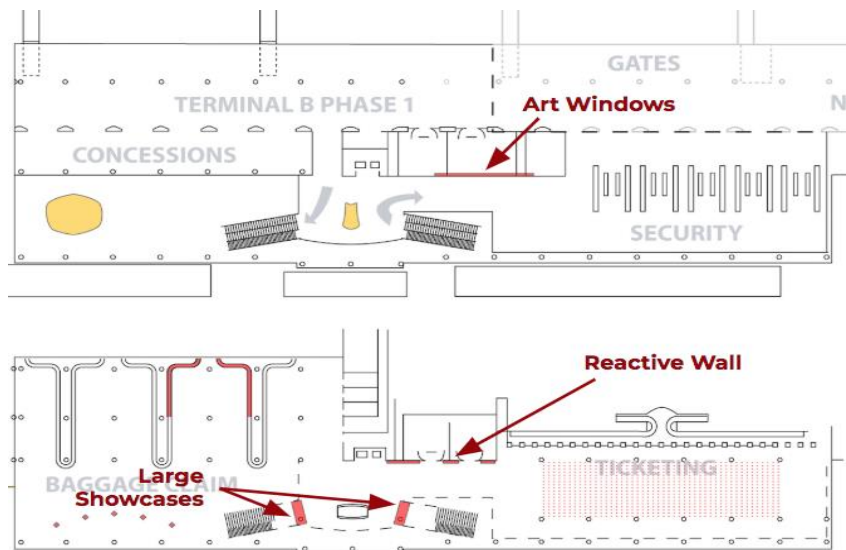 GATES
TERMINAL B PHASE 1
Art Windows
N
CONCESSIONS
SECURITY
Reactive Wall
TICKETING
Large
Showcases
BAGGAGE CLAIM